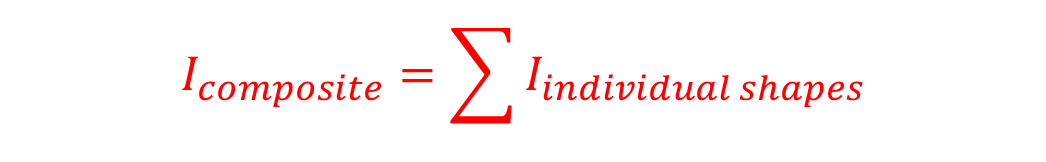 I_composite = ∑ I_individual shapes